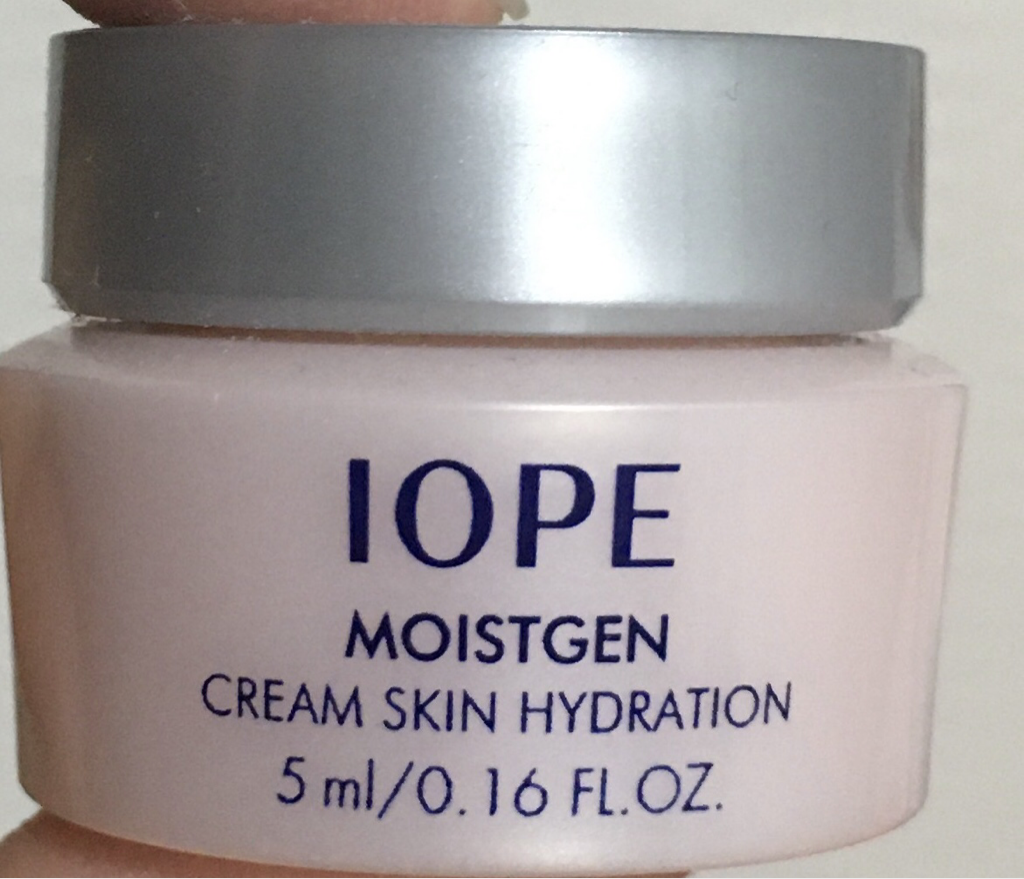 IOPE
MOISTGEN
CREAM SKIN HYDRATION
5 ml/0.16 FL.OZ.